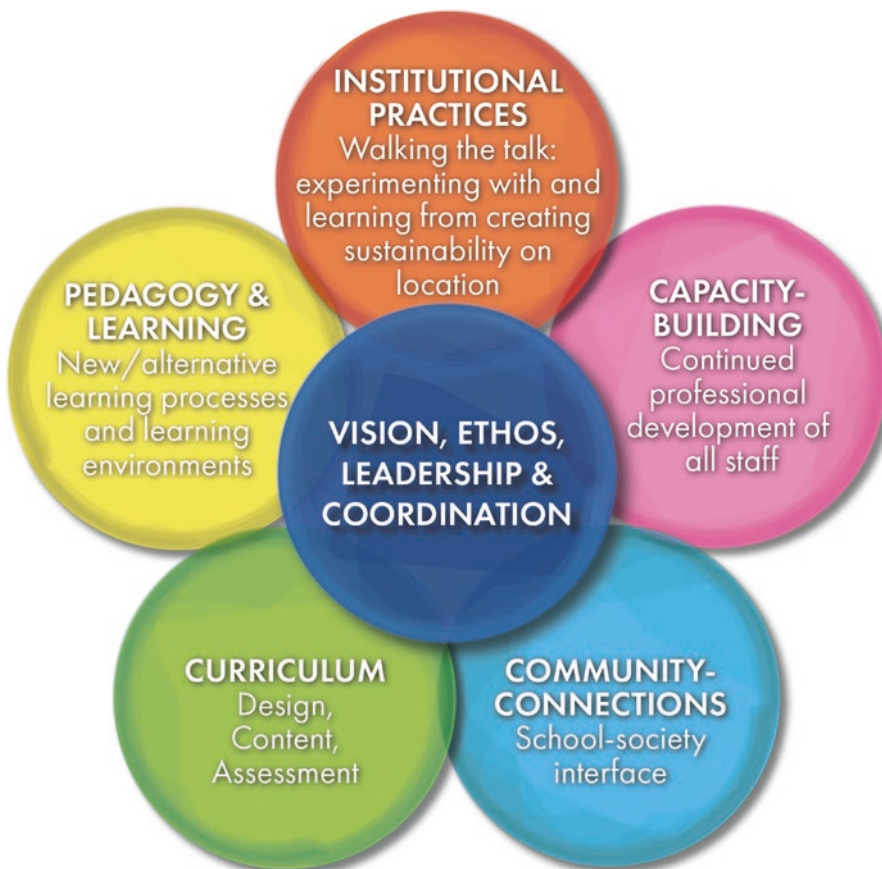 INSTITUTIONAL
PRACTICES
Walking the talk:
experimenting with and
learning from creating
sustainability on
location
PEDAGOGY &
LEARNING
New/alternative
learning processes
and learning
environments
CAPACITY-
BUILDING
Continued
professional
development of
all staff
VISION, ETHOS,
LEADERSHIP &
COORDINATION
CURRICULUM
Design,
Content,
Assessment
COMMUNITY-
CONNECTIONS
School-society
interface